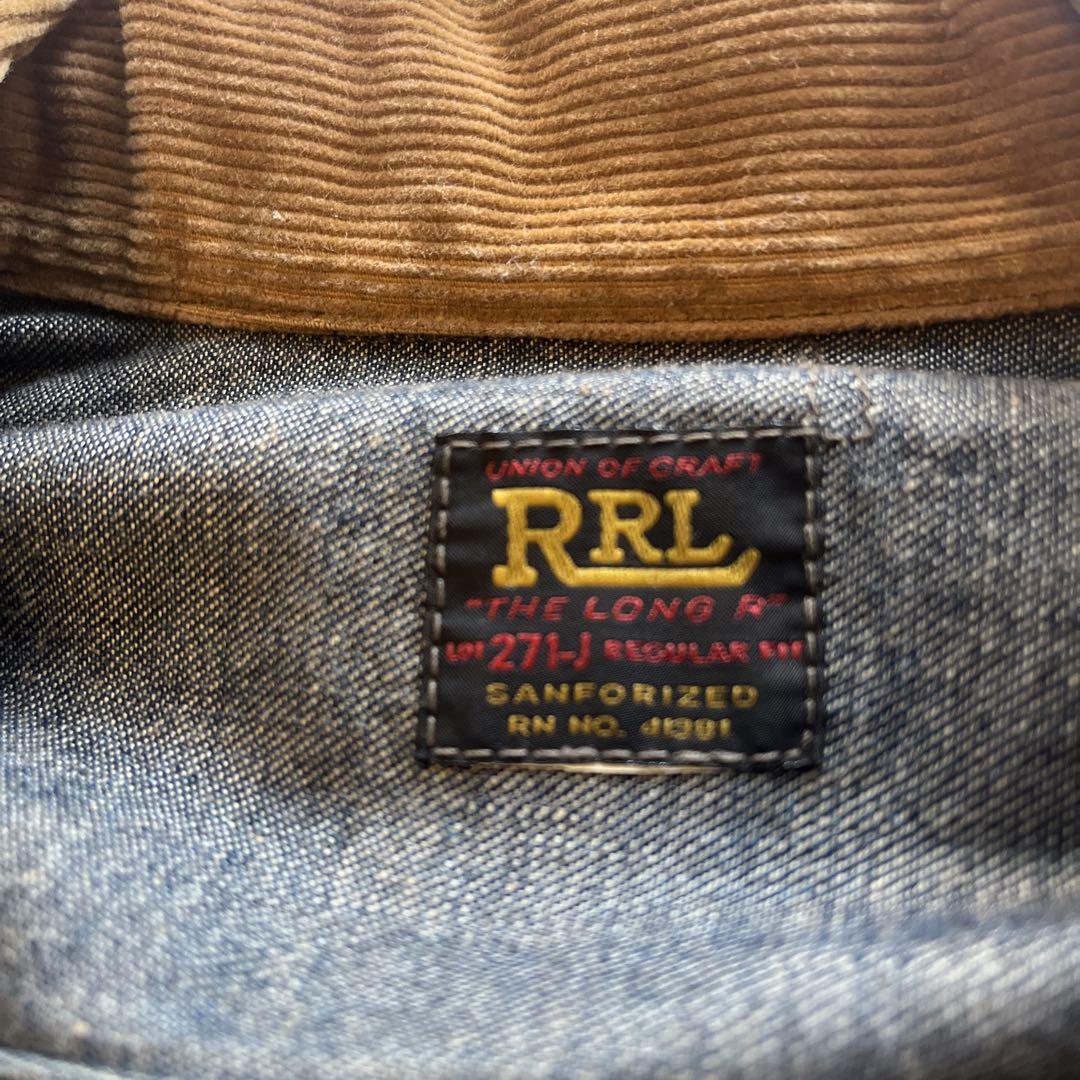 UNION OF CRAFT
RRL
"THE LONG R"
LOT 271-J REGULAR FIT
SANFORIZED
RN NO. 41381